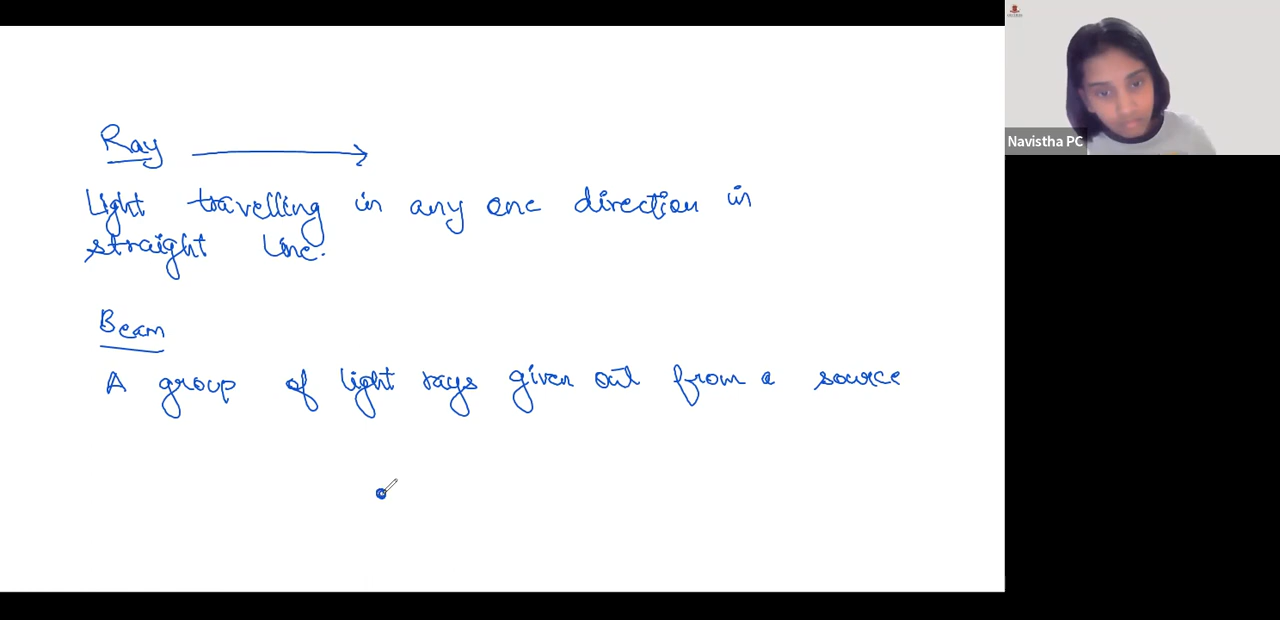 Ray
Light travelling in any one direction in
straight line.
Beam
A group of light rays given out from a source
Navistha PC